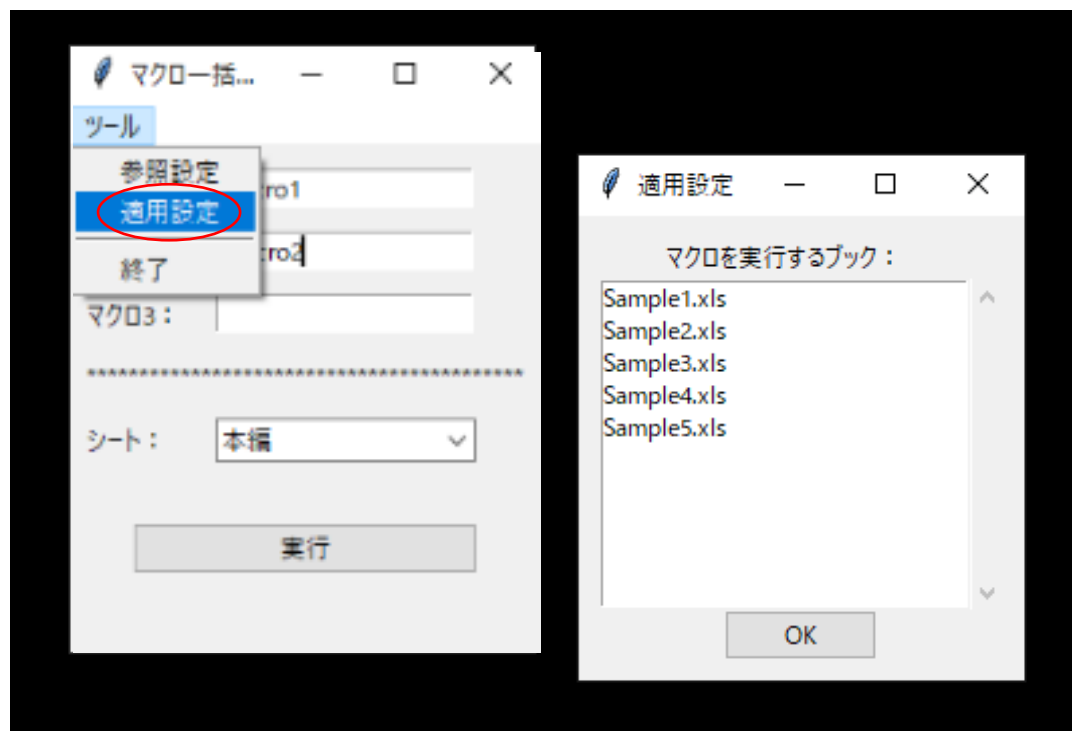 マクロ一括...
ツール
参照設定
適用設定
終了
ro1
ro2
マクロ3：
******************************************
シート：
本編
実行
適用設定
マクロを実行するブック：
Sample1.xls
Sample2.xls
Sample3.xls
Sample4.xls
Sample5.xls
OK